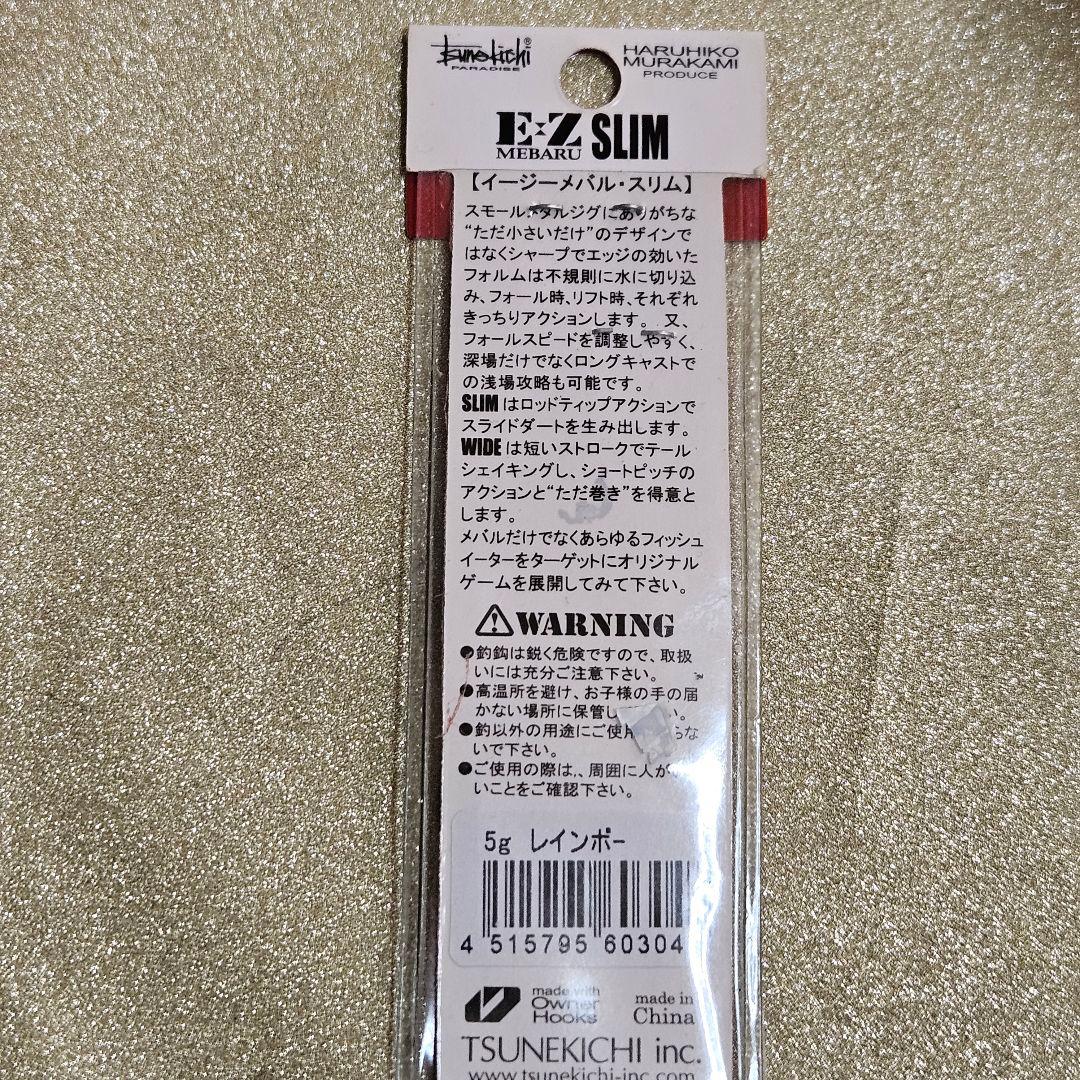 tsunekichi®
PARADISE
HARUHIKO
MURAKAMI
PRODUCE
E:Z SLIM
MEBARU
【イージーメバル・スリム】
スモールメタルジグにありがちな
“ただ小さいだけ”のデザインで
はなくシャープでエッジの効いた
フォルムは不規則に水に切り込
み、フォール時、リフト時、それぞれ
きっちりアクションします。又、
フォールスピードを調整しやすく、
深場だけでなくロングキャストで
の浅場攻略も可能です。
SLIM はロッドティップアクションで
スライドダートを生み出します。
WIDE は短いストロークでテール
シェイキングし、ショートピッチの
アクションと“ただ巻き”を得意と
します。
メバルだけでなくあらゆるフィッシュ
イーターをターゲットにオリジナル
ゲームを展開してみて下さい。
⚠WARNING
●釣鈎は鋭く危険ですので、取扱
いには充分ご注意下さい。
●高温所を避け、お子様の手の届
かない場所に保管し い。
●釣以外の用途にご使用 らな
いで下さい。
●ご使用の際は、、周囲に人が
いことをご確認下さい。
5g レインボー
4 515795 60304
made with
Owner
Hooks
made in
China
TSUNEKICHI inc.
www.tsunekichi-inc.com